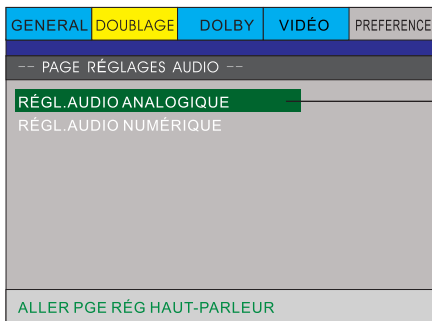 GENERAL DOUBLAGE DOLBY VIDÉO PREFERENCE
-- PAGE RÉGLAGES AUDIO --
RÉGL.AUDIO ANALOGIQUE
RÉGL.AUDIO NUMÉRIQUE
ALLER PGE RÉG HAUT-PARLEUR